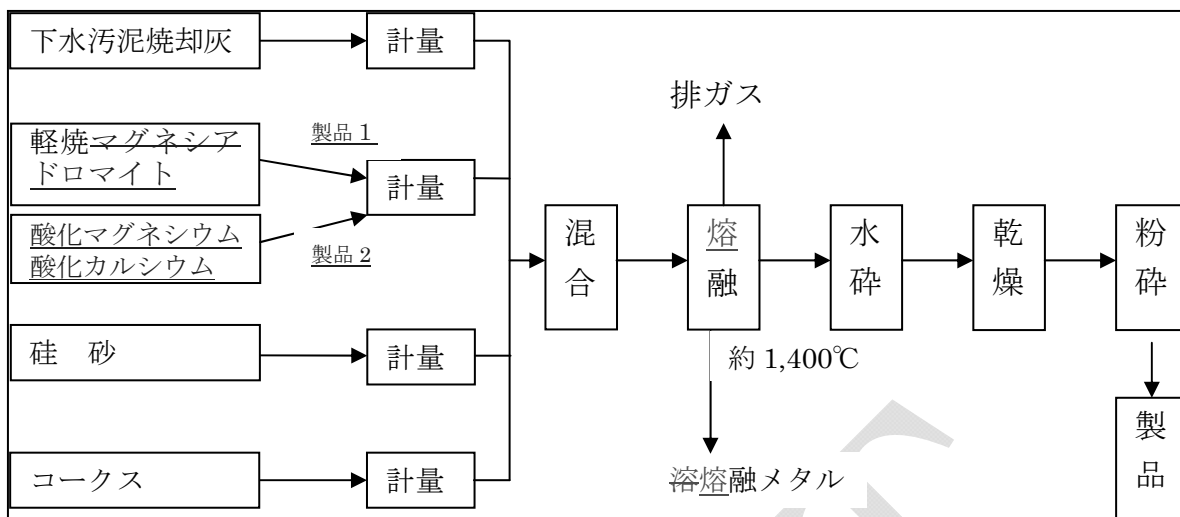 下水汚泥焼却灰
計量
排ガス
軽焼マグネシア
ドロマイト
製品 1
計量
酸化マグネシウム
酸化カルシウム
製品 2
混合
熔融
水砕
乾燥
粉砕
硅 砂
計量
約 1,400℃
製品
コークス
計量
溶熔融メタル